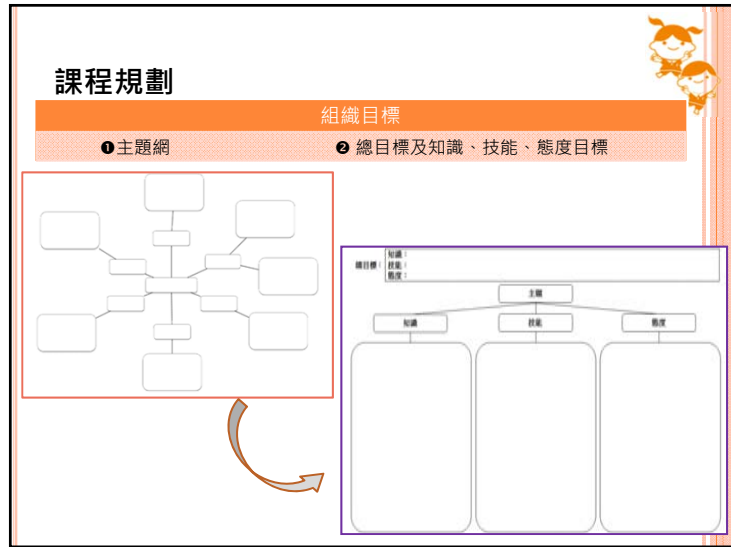 課程規劃
組織目標
❶主題網
❷ 總目標及知識、技能、態度目標
知識：
總目標： 技能：
態度：
主題
知識 技能 態度